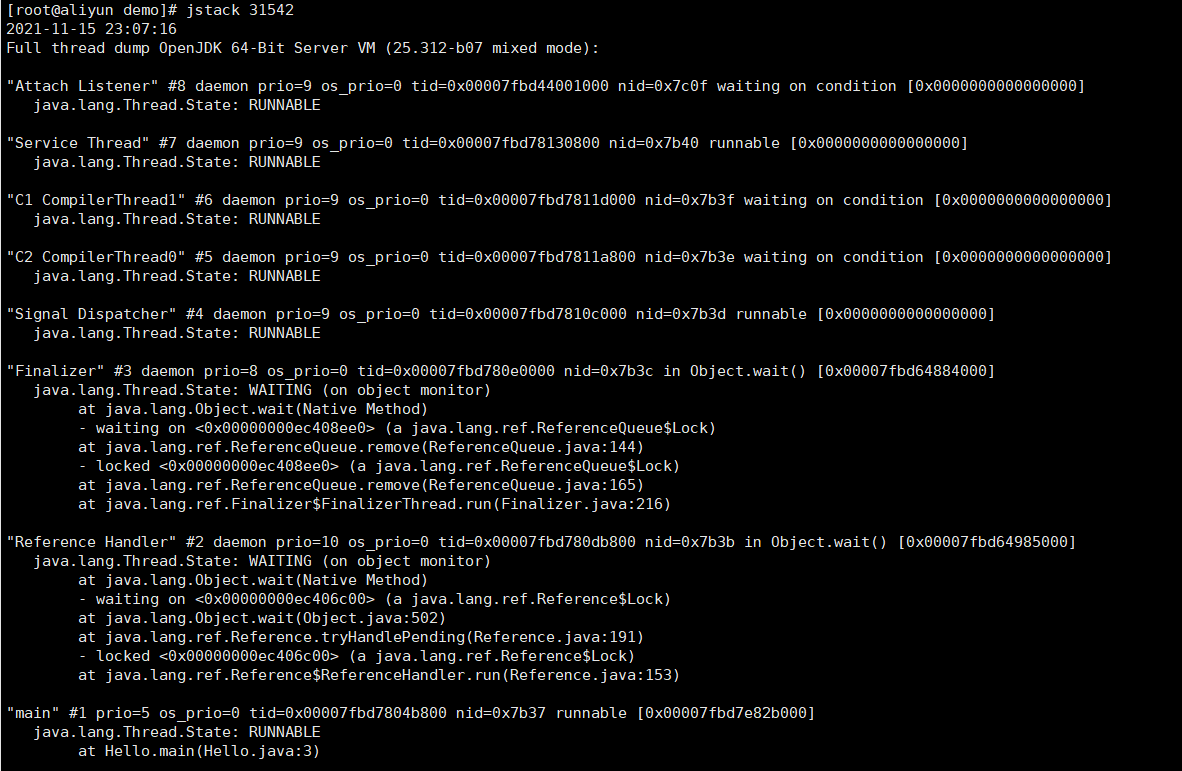 [root@aliyun demo]# jstack 31542
2021-11-15 23:07:16
Full thread dump OpenJDK 64-Bit Server VM (25.312-b07 mixed mode):
"Attach Listener" #8 daemon prio=9 os_prio=0 tid=0x00007fbd44001000 nid=0x7c0f waiting on condition [0x0000000000000000]
java.lang.Thread.State: RUNNABLE
"Service Thread" #7 daemon prio=9 os_prio=0 tid=0x00007fbd78130800 nid=0x7b40 runnable [0x0000000000000000]
java.lang.Thread.State: RUNNABLE
"C1 CompilerThread1" #6 daemon prio=9 os_prio=0 tid=0x00007fbd7811d000 nid=0x7b3f waiting on condition [0x0000000000000000]
java.lang.Thread.State: RUNNABLE
"C2 CompilerThread0" #5 daemon prio=9 os_prio=0 tid=0x00007fbd7811a800 nid=0x7b3e waiting on condition [0x0000000000000000]
java.lang.Thread.State: RUNNABLE
"Signal Dispatcher" #4 daemon prio=9 os_prio=0 tid=0x00007fbd7810c000 nid=0x7b3d runnable [0x0000000000000000]
java.lang.Thread.State: RUNNABLE
"Finalizer" #3 daemon prio=8 os_prio=0 tid=0x00007fbd780e0000 nid=0x7b3c in Object.wait() [0x00007fbd64884000]
java.lang.Thread.State: WAITING (on object monitor)
at java.lang.Object.wait(Native Method)
- waiting on <0x00000000ec408ee0> (a java.lang.ref.ReferenceQueue$Lock)
at java.lang.ref.ReferenceQueue.remove(ReferenceQueue.java:144)
- locked <0x00000000ec408ee0> (a java.lang.ref.ReferenceQueue$Lock)
at java.lang.ref.ReferenceQueue.remove(ReferenceQueue.java:165)
at java.lang.ref.Finalizer$FinalizerThread.run(Finalizer.java:216)
"Reference Handler" #2 daemon prio=10 os_prio=0 tid=0x00007fbd780db800 nid=0x7b3b in Object.wait() [0x00007fbd64985000]
java.lang.Thread.State: WAITING (on object monitor)
at java.lang.Object.wait(Native Method)
- waiting on <0x00000000ec406c00> (a java.lang.ref.Reference$Lock)
at java.lang.Object.wait(Object.java:502)
at java.lang.ref.Reference.tryHandlePending(Reference.java:191)
- locked <0x00000000ec406c00> (a java.lang.ref.Reference$Lock)
at java.lang.ref.Reference$ReferenceHandler.run(Reference.java:153)
"main" #1 prio=5 os_prio=0 tid=0x00007fbd7804b800 nid=0x7b37 runnable [0x00007fbd7e82b000]
java.lang.Thread.State: RUNNABLE
at Hello.main(Hello.java:3)